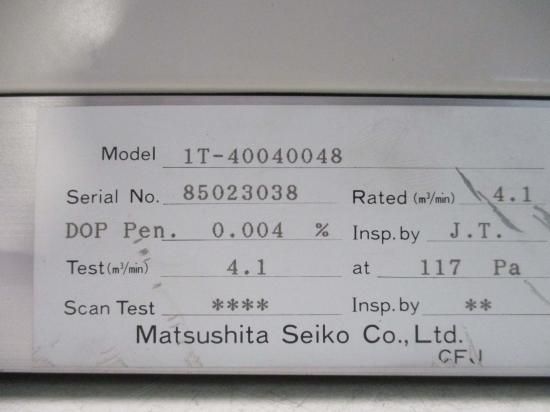 Model 1T-40040048
Serial No. 85023038 Rated (m³/min) 4.1
DOP Pen. 0.004 % Insp.by J.T.
Test(m³/min) 4.1 at 117 Pa
Scan Test **** Insp.by **
Matsushita Seiko Co.,Ltd.